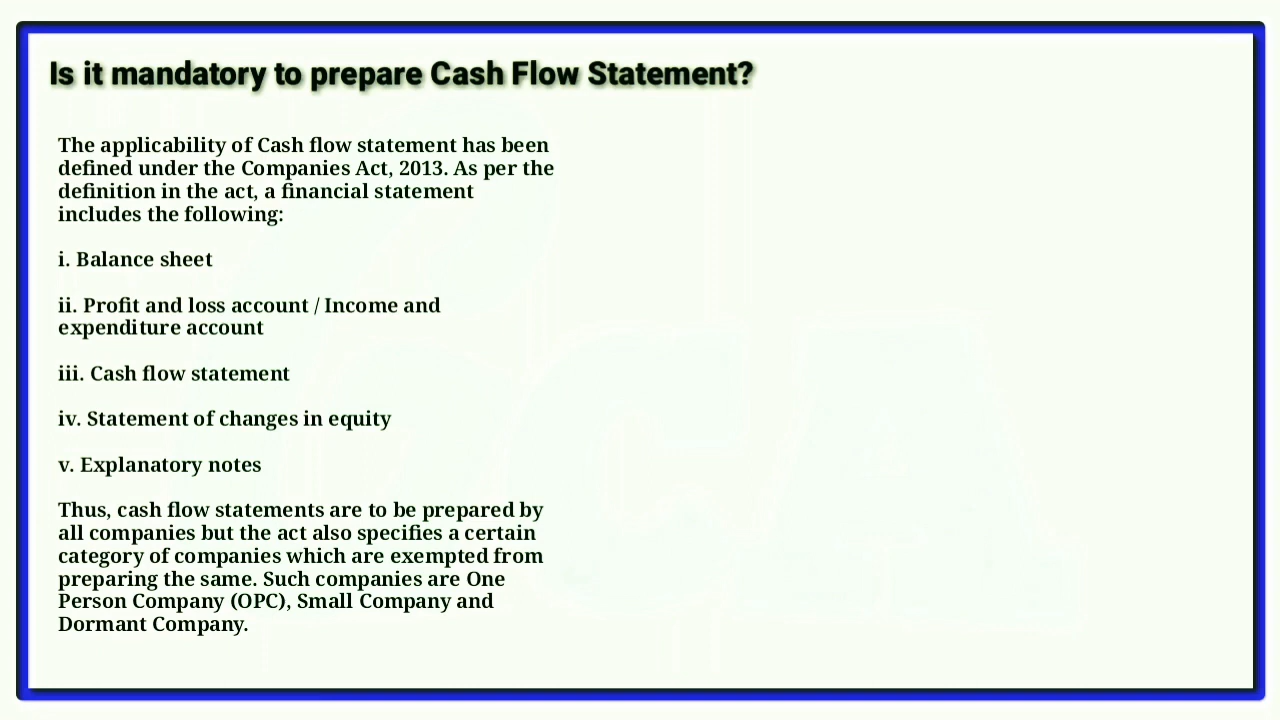 Is it mandatory to prepare Cash Flow Statement?
The applicability of Cash flow statement has been
defined under the Companies Act, 2013. As per the
definition in the act, a financial statement
includes the following:
i. Balance sheet
ii. Profit and loss account / Income and
expenditure account
iii. Cash flow statement
iv. Statement of changes in equity
v. Explanatory notes
Thus, cash flow statements are to be prepared by
all companies but the act also specifies a certain
category of companies which are exempted from
preparing the same. Such companies are One
Person Company (OPC), Small Company and
Dormant Company.